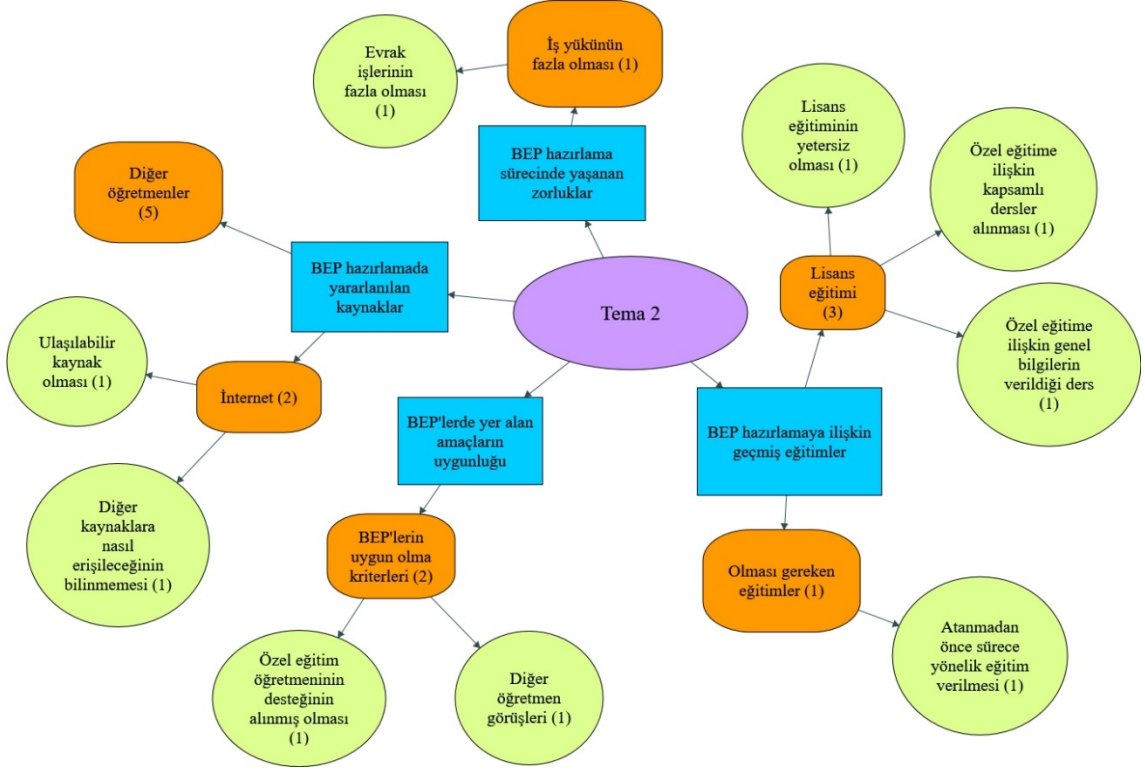 Evrak
işlerinin
fazla olması
(1)
İş yükünün
fazla olması (1)
BEP hazırlama
sürecinde yaşanan
zorluklar
Lisans
eğitiminin
yetersiz
olması (1)
Özel eğitime
ilişkin
kapsamlı
dersler
alınması (1)
Diğer
öğretmenler
(5)
BEP hazırlamada
yararlanılan
kaynaklar
Tema 2
Lisans
eğitimi
(3)
Özel eğitime
ilişkin genel
bilgilerin
verildiği ders
(1)
Ulaşılabilir
kaynak
olması (1)
İnternet (2)
BEP'lerde yer alan
amaçların
uygunluğu
BEP hazırlamaya ilişkin
geçmiş eğitimler
Diğer
kaynaklara
nasıl
erişileceğinin
bilinmemesi (1)
BEP'lerin
uygun olma
kriterleri (2)
Olması gereken
eğitimler (1)
Özel eğitim
öğretmeninin
desteğinin
alınmış olması
(1)
Diğer
öğretmen
görüşleri (1)
Atanmadan
önce sürece
yönelik eğitim
verilmesi (1)